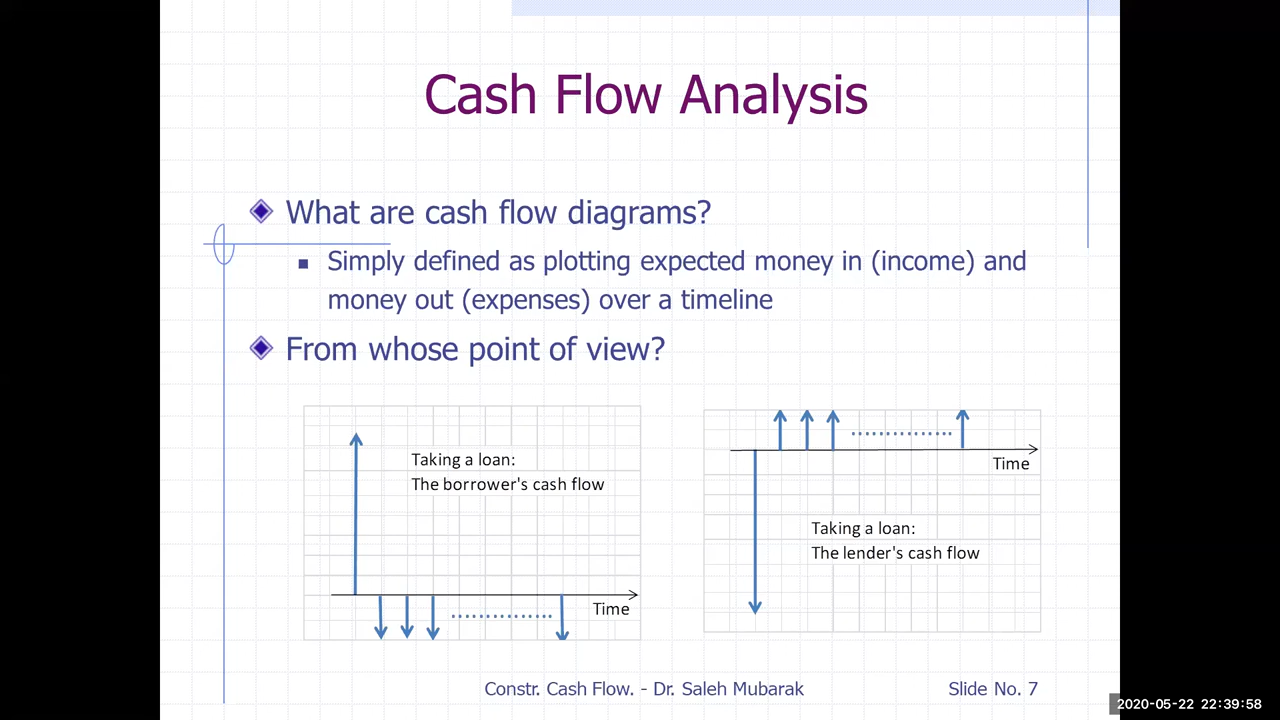 Cash Flow Analysis
What are cash flow diagrams?
Simply defined as plotting expected money in (income) and
money out (expenses) over a timeline
From whose point of view?
Taking a loan:
The borrower's cash flow
Time
Time
Taking a loan:
The lender's cash flow
Constr. Cash Flow. - Dr. Saleh Mubarak
Slide No. 7
2020-05-22 22:39:58